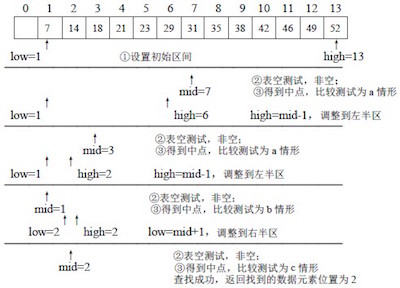 0 1 2 3 4 5 6 7 8 9 10 11 12 13
7 14 18 21 23 29 31 35 38 42 46 49 52
low=1 ①设置初始区间 high=13
mid=7 ②表空测试，非空；
③得到中点，比较测试为a情形
low=1 high=6 high=mid-1，调整到左半区
mid=3 ②表空测试，非空；
③得到中点，比较测试为a情形
low=1 high=2 high=mid-1，调整到左半区
mid=1 ②表空测试，非空；
③得到中点，比较测试为b情形
low=2 high=2 low=mid+1，调整到右半区
mid=2 ②表空测试，非空；
③得到中点，比较测试为c情形
查找成功，返回找到的数据元素位置为2